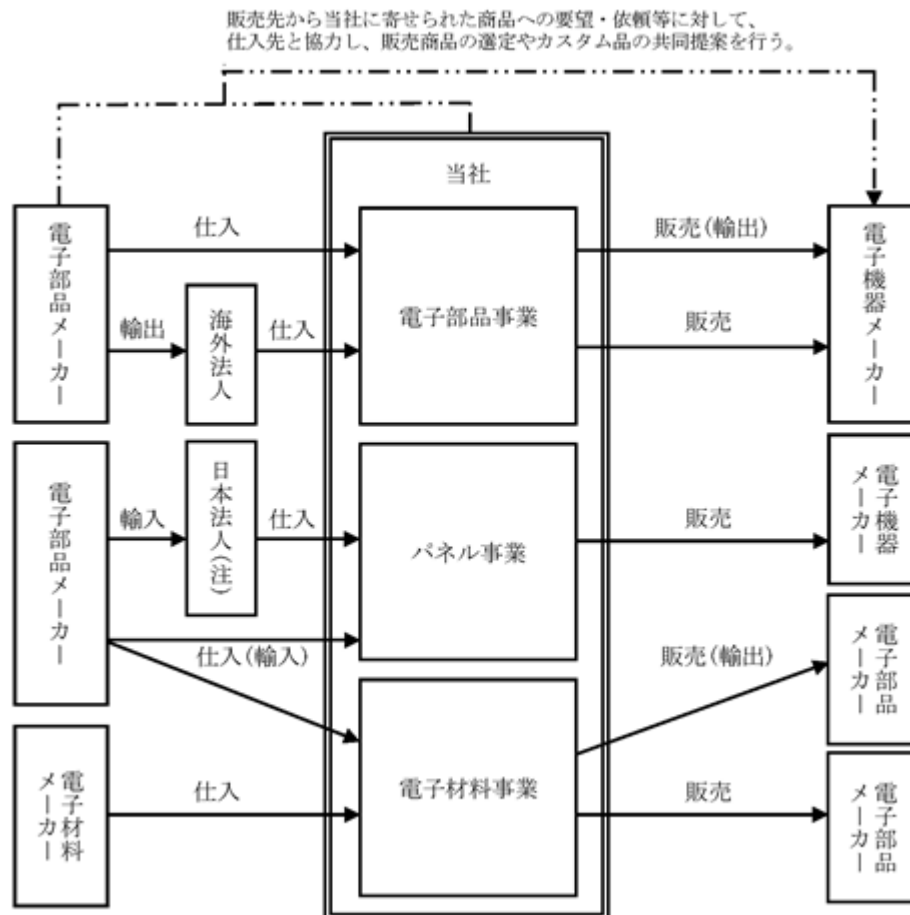 販売先から当社に寄せられた商品への要望・依頼等に対して、
仕入先と協力し、販売商品の選定やカスタム品の共同提案を行う。
当社
電子部品メーカー
仕入
輸出
海外法人
仕入
電子部品事業
販売(輸出)
販売
電子機器メーカー
電子部品メーカー
輸入
日本法人(注)
仕入
パネル事業
販売
電子機器
メーカー
仕入(輸入)
販売(輸出)
電子部品
メーカー
電子材料
メーカー
仕入
電子材料事業
販売
電子部品
メーカー